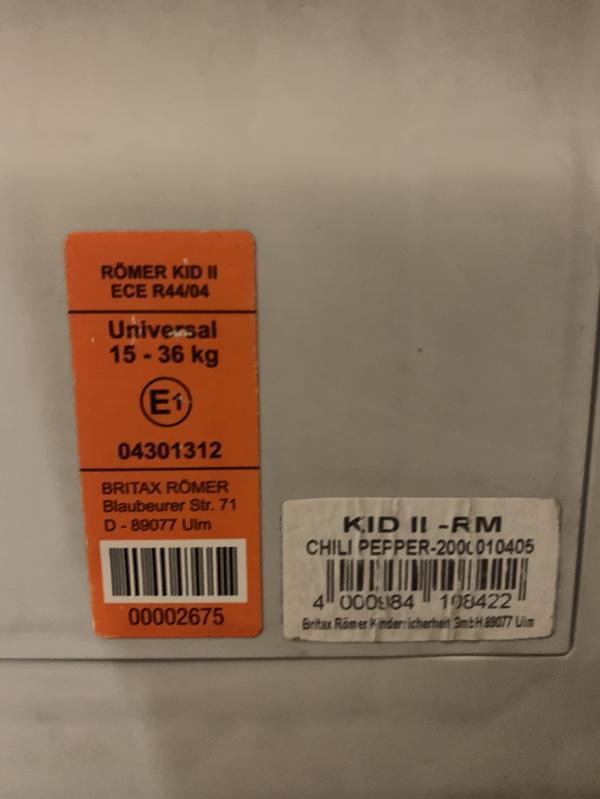 RÖMER KID II
ECE R44/04
Universal
15 - 36 kg
E1
04301312
BRITAX RÖMER
Blaubeurer Str. 71
D - 89077 Ulm
00002675
KID II -RM
CHILI PEPPER-2000010405
4 000984 108422
Britax Römer Kindersicherheit GmbH 89077 Ulm